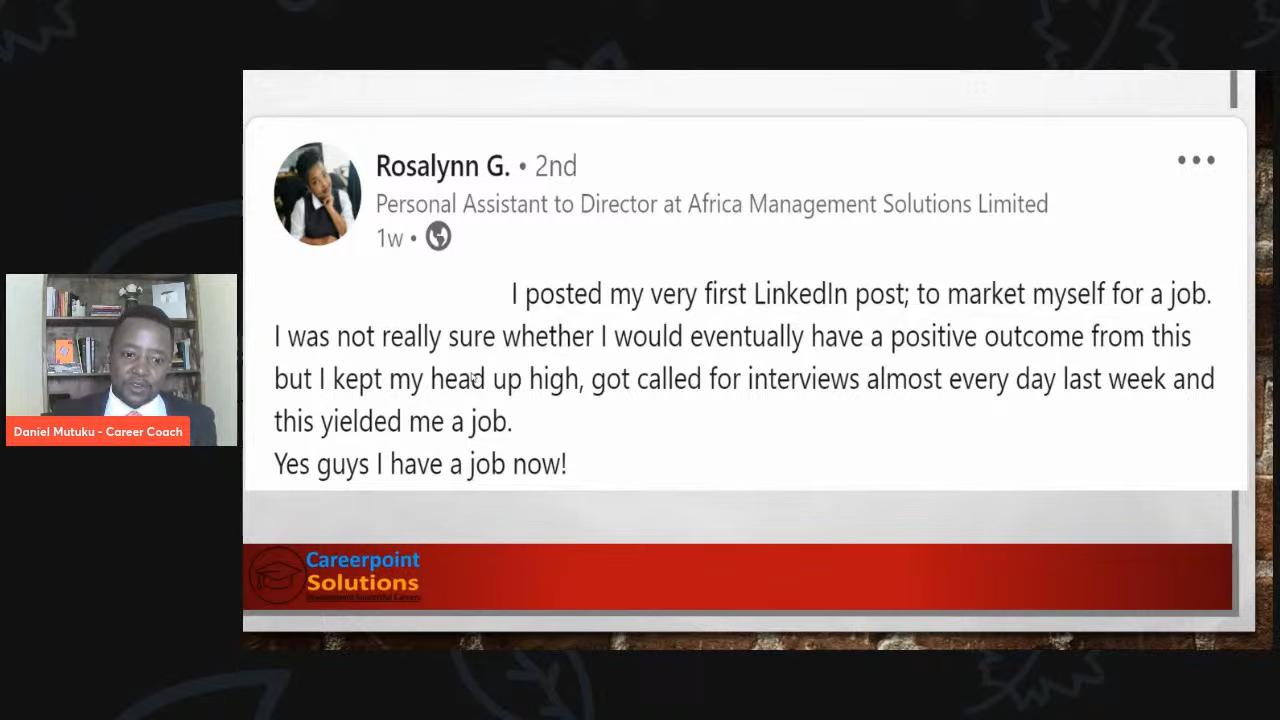 Rosalynn G. • 2nd
Personal Assistant to Director at Africa Management Solutions Limited
1w •
I posted my very first LinkedIn post; to market myself for a job.
I was not really sure whether I would eventually have a positive outcome from this
but I kept my head up high, got called for interviews almost every day last week and
this yielded me a job.
Yes guys I have a job now!
Daniel Mutuku - Career Coach
Careerpoint
Solutions